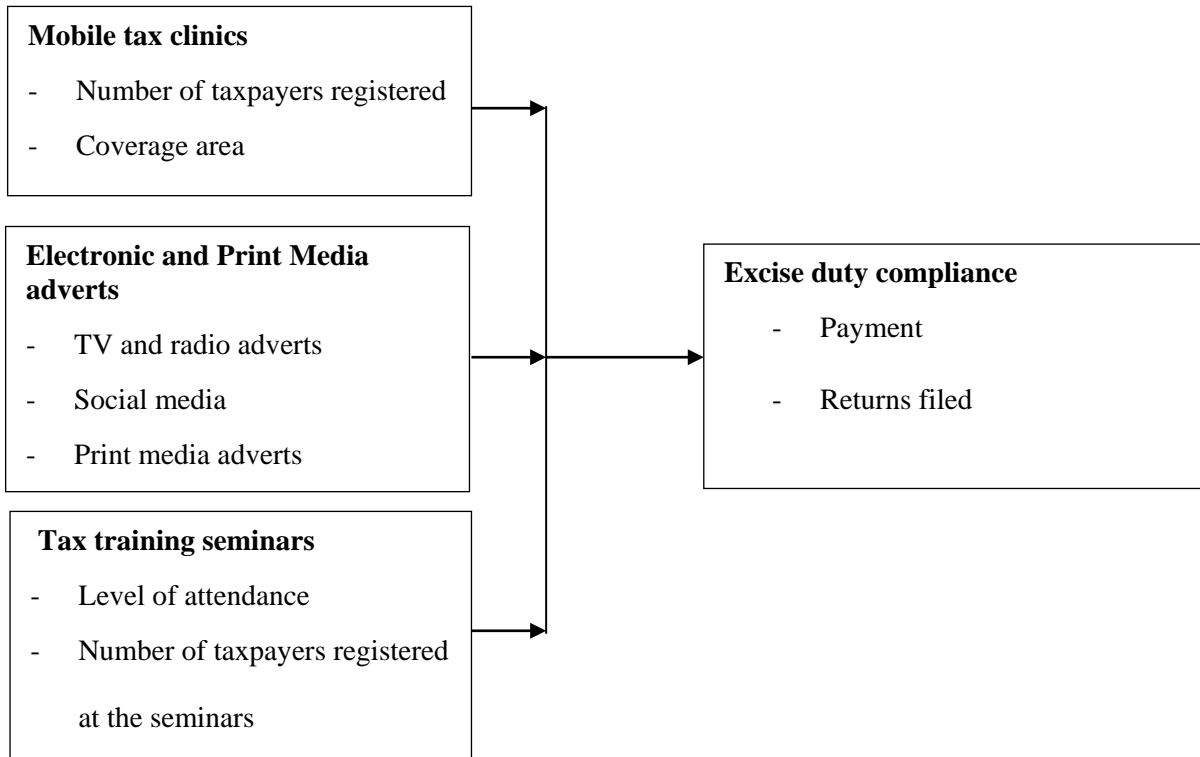 Mobile tax clinics
- Number of taxpayers registered
- Coverage area
Electronic and Print Media
adverts
- TV and radio adverts
- Social media
- Print media adverts
Tax training seminars
- Level of attendance
- Number of taxpayers registered
at the seminars
Excise duty compliance
- Payment
- Returns filed